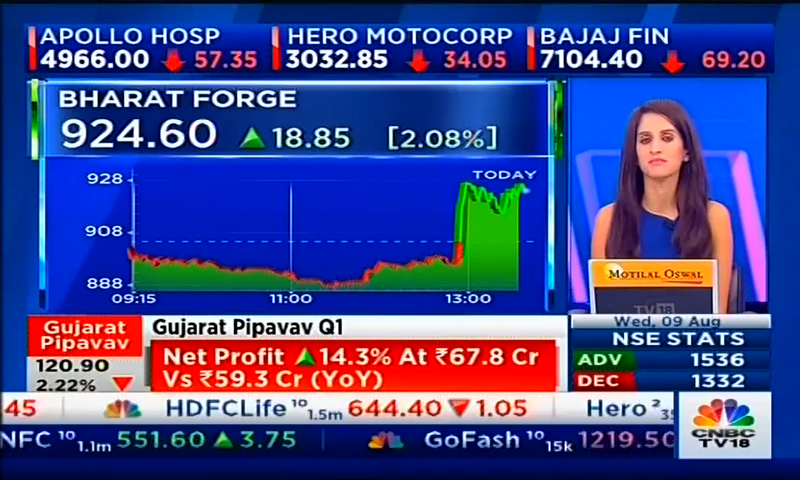 APOLLO HOSP
4966.00 57.35
HERO MOTOCORP
3032.85 34.05
BAJAJ FIN
7104.40 69.20
BHARAT FORGE
924.60 18.85 [2.08%]
TODAY
928
908
888
09:15 11:00 13:00
MOTILAL OSWAL
TV18
Gujarat
Pipavav
120.90
2.22%
Gujarat Pipavav Q1
Net Profit 14.3% At ₹67.8 Cr
Vs ₹59.3 Cr (YoY)
Wed, 09 Aug
NSE STATS
ADV 1536
DEC 1332
45 HDFCLife 10 1.5m 644.40 1.05 Hero 2
NFC 10 1.1m 551.60 3.75 GoFash 10 15k 1219.50
CNBC
TV18